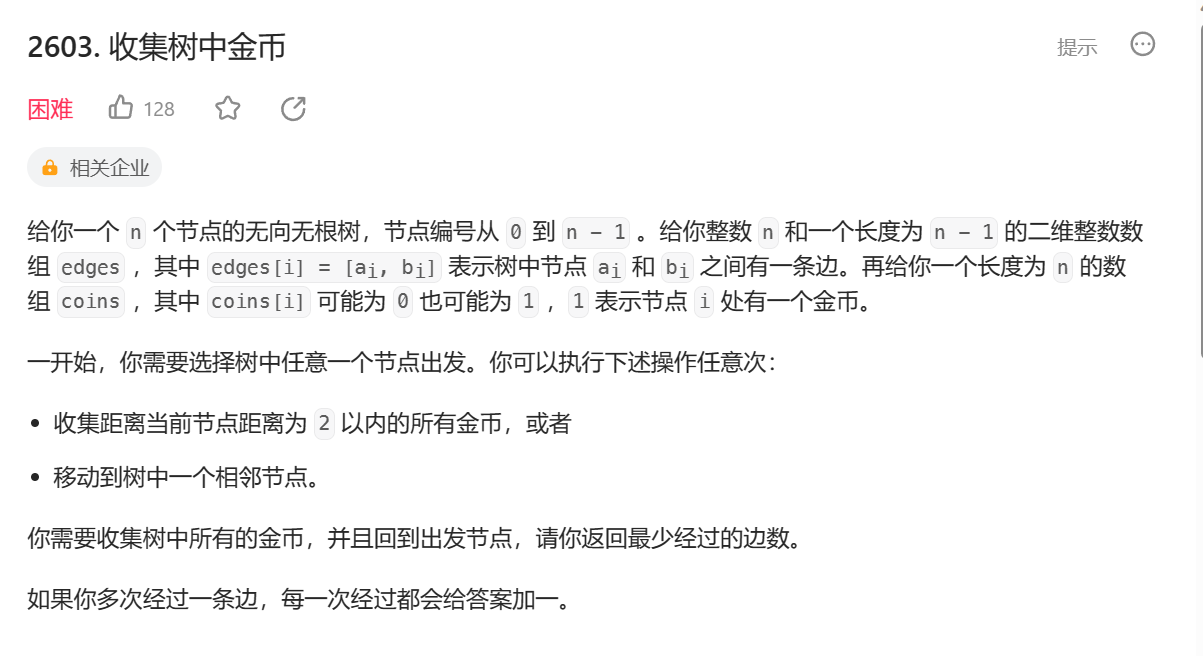 2603. 收集树中金币
提示
困难 128
相关企业
给你一个 n 个节点的无向无根树，节点编号从 0 到 n - 1 。给你整数 n 和一个长度为 n - 1 的二维整数数
组 edges ，其中 edges[i] = [ai, bi] 表示树中节点 ai 和 bi 之间有一条边。再给你一个长度为 n 的数
组 coins ，其中 coins[i] 可能为 0 也可能为 1 ，1 表示节点 i 处有一个金币。
一开始，你需要选择树中任意一个节点出发。你可以执行下述操作任意次：
• 收集距离当前节点距离为 2 以内的所有金币，或者
• 移动到树中一个相邻节点。
你需要收集树中所有的金币，并且回到出发节点，请你返回最少经过的边数。
如果你多次经过一条边，每一次经过都会给答案加一。